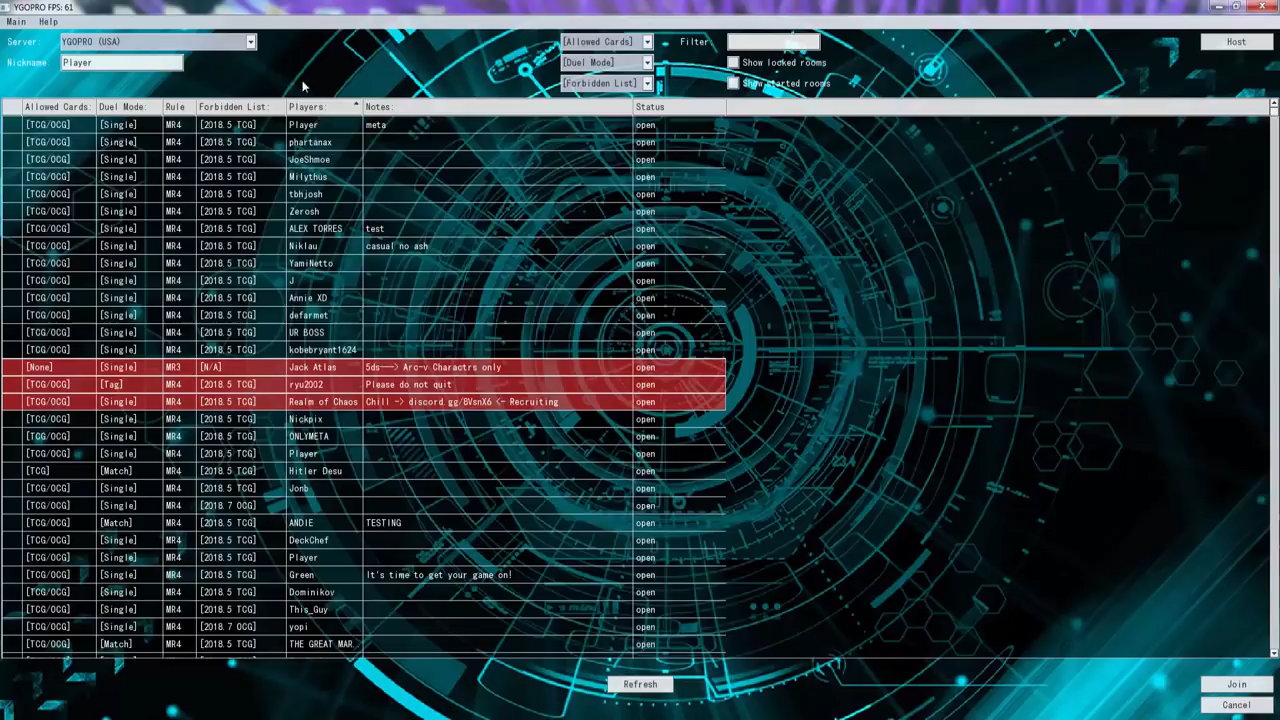 YGOPRO FPS: 61
Main Help
Server: YGOPRO (USA) [Allowed Cards] Filter Host
Nickname Player [Duel Mode] Show locked rooms
[Forbidden List] Show started rooms
Allowed Cards: Duel Mode: Rule Forbidden List: Players: Notes: Status
[TCG/OCG] [Single] MR4 [2018.5 TCG] Player meta open
[TCG/OCG] [Single] MR4 [2018.5 TCG] phartanax open
[TCG/OCG] [Single] MR4 [2018.5 TCG] JoeShmoe open
[TCG/OCG] [Single] MR4 [2018.5 TCG] Milythus open
[TCG/OCG] [Single] MR4 [2018.5 TCG] tbhjosh open
[TCG/OCG] [Single] MR4 [2018.5 TCG] Zerosh open
[TCG/OCG] [Single] MR4 [2018.5 TCG] ALEX TORRES test open
[TCG/OCG] [Single] MR4 [2018.5 TCG] Niklau casual no ash open
[TCG/OCG] [Single] MR4 [2018.5 TCG] YamiNetto open
[TCG/OCG] [Single] MR4 [2018.5 TCG] J open
[TCG/OCG] [Single] MR4 [2018.5 TCG] Annie XD open
[TCG/OCG] [Single] MR4 [2018.5 TCG] defarmet open
[TCG/OCG] [Single] MR4 [2018.5 TCG] UR BOSS open
[TCG/OCG] [Single] MR4 [2018.5 TCG] kobebryant1624 open
[None] [Single] MR3 [N/A] Jack Atlas 5ds---> Arc-v Charactrs only open
[TCG/OCG] [Tag] MR4 [2018.5 TCG] ryu2002 Please do not quit open
[TCG/OCG] [Single] MR4 [2018.5 TCG] Realm of Chaos Chill -> discord.gg/8VsnX6 <- Recruiting open
[TCG/OCG] [Single] MR4 [2018.5 TCG] Nickpix open
[TCG/OCG] [Single] MR4 [2018.5 TCG] ONLYMETA open
[TCG/OCG] [Single] MR4 [2018.5 TCG] Player open
[TCG] [Match] MR4 [2018.5 TCG] Hitler Desu open
[TCG/OCG] [Single] MR4 [2018.5 TCG] Jonb open
[TCG/OCG] [Single] MR4 [2018.7 OCG] open
[TCG/OCG] [Match] MR4 [2018.5 TCG] ANDIE TESTING open
[TCG/OCG] [Single] MR4 [2018.5 TCG] DeckChef open
[TCG/OCG] [Single] MR4 [2018.5 TCG] Player open
[TCG/OCG] [Single] MR4 [2018.5 TCG] Green It's time to get your game on! open
[TCG/OCG] [Single] MR4 [2018.5 TCG] Dominikov open
[TCG/OCG] [Single] MR4 [2018.5 TCG] This_Guy open
[TCG/OCG] [Single] MR4 [2018.7 OCG] yopi open
[TCG/OCG] [Match] MR4 [2018.5 TCG] THE GREAT MAR. open
Refresh Join
Cancel